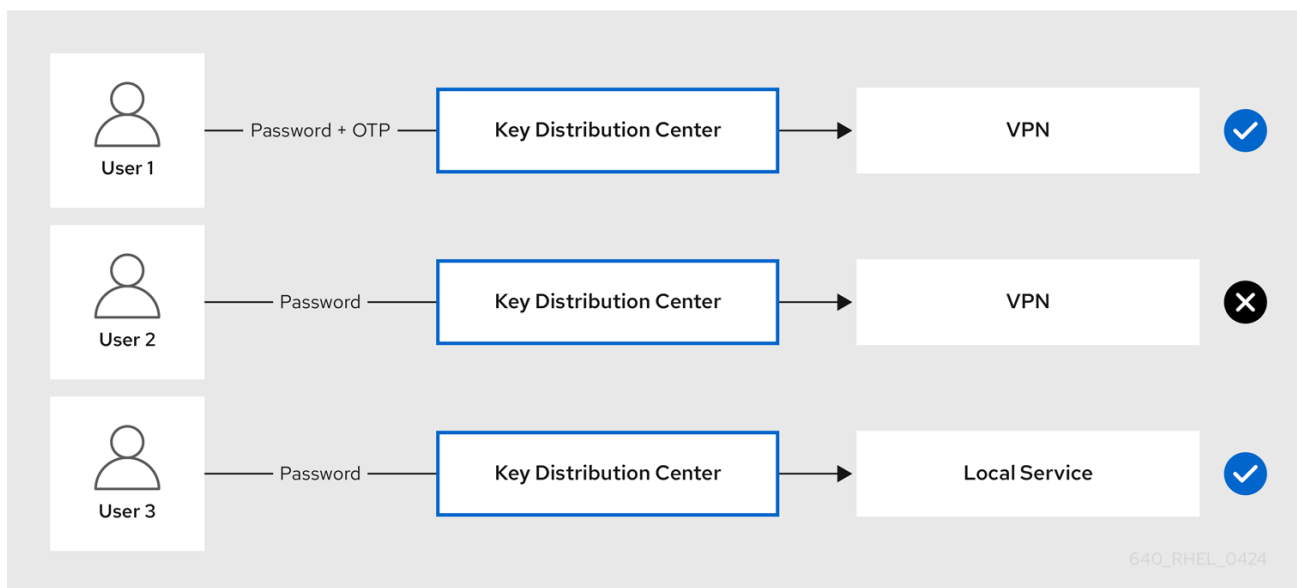 User 1
Password + OTP
Key Distribution Center
VPN
User 2
Password
Key Distribution Center
VPN
User 3
Password
Key Distribution Center
Local Service
640_RHEL_0424